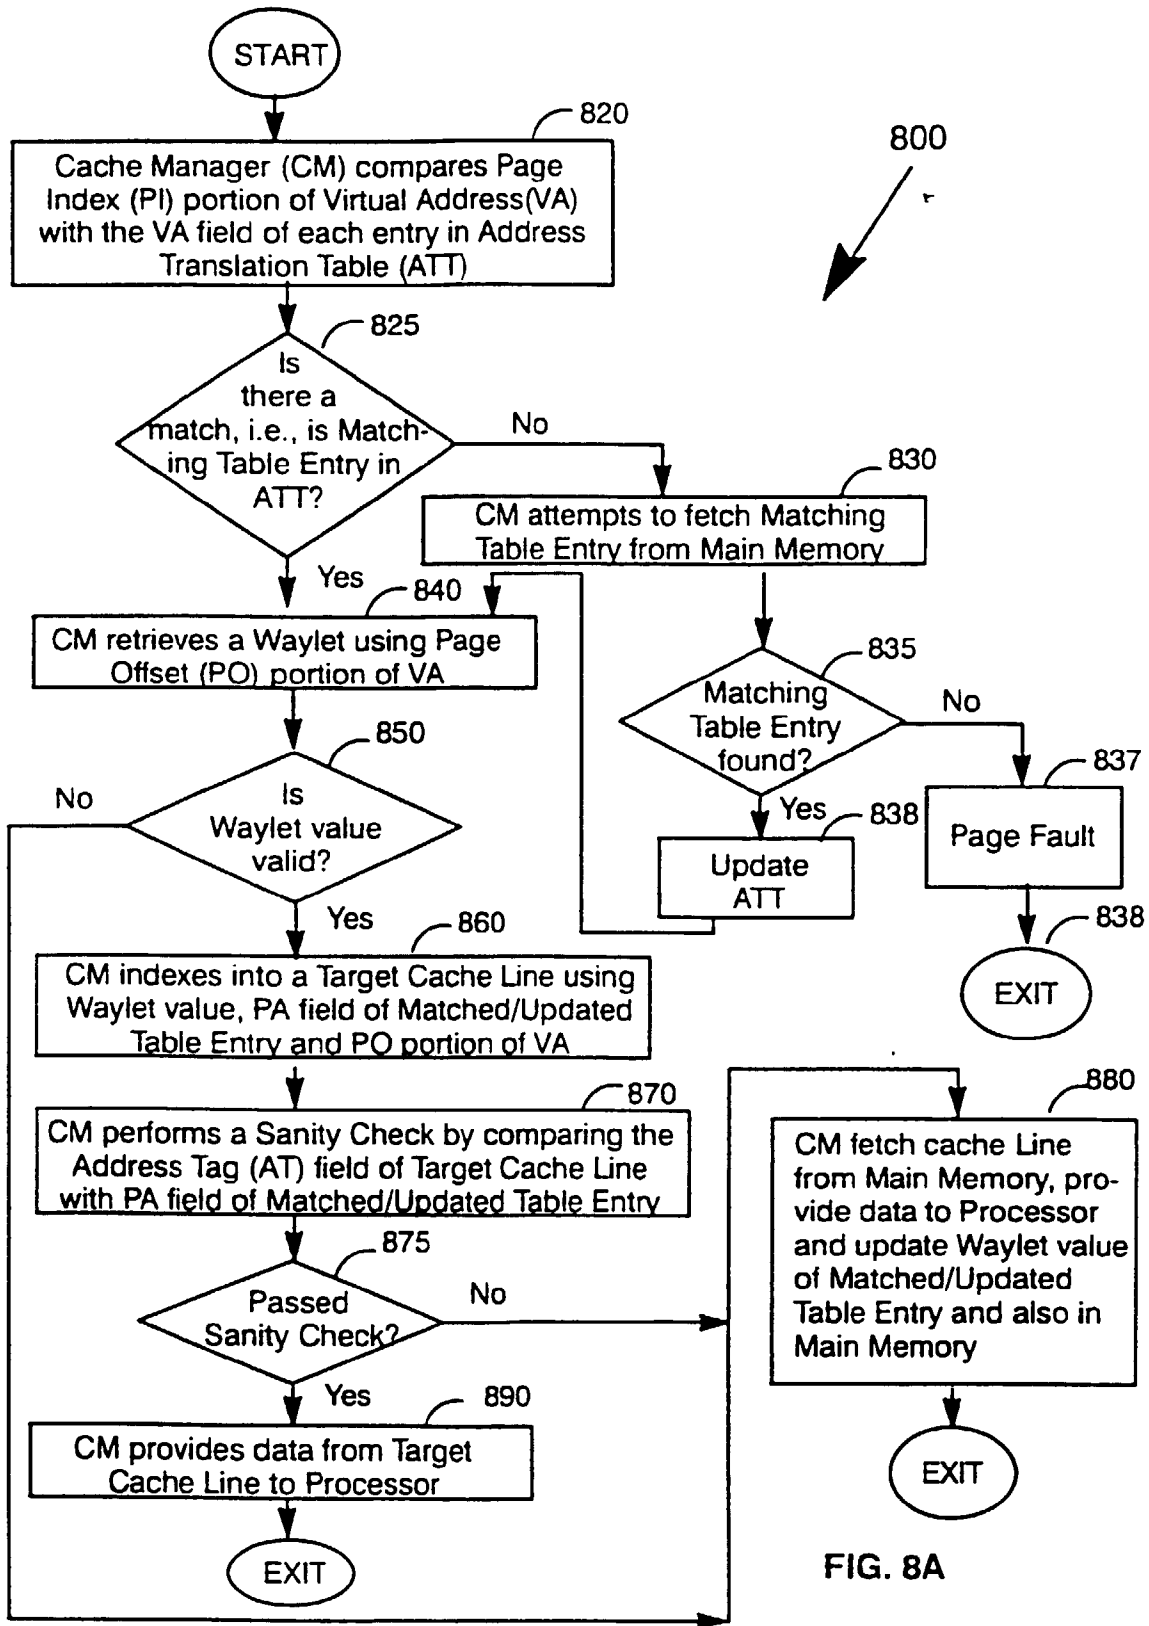 START
820
800
Cache Manager (CM) compares Page
Index (PI) portion of Virtual Address(VA)
with the VA field of each entry in Address
Translation Table (ATT)
825
Is
there a
match, i.e., is Match-
ing Table Entry in
ATT?
No
830
CM attempts to fetch Matching
Table Entry from Main Memory
Yes
840
CM retrieves a Waylet using Page
Offset (PO) portion of VA
835
Matching
Table Entry
found?
No
837
Page Fault
Yes
838
Update
ATT
838
EXIT
850
Is
Waylet value
valid?
No
Yes
860
CM indexes into a Target Cache Line using
Waylet value, PA field of Matched/Updated
Table Entry and PO portion of VA
870
CM performs a Sanity Check by comparing the
Address Tag (AT) field of Target Cache Line
with PA field of Matched/Updated Table Entry
875
Passed
Sanity Check?
No
880
CM fetch cache Line
from Main Memory, pro-
vide data to Processor
and update Waylet value
of Matched/Updated
Table Entry and also in
Main Memory
EXIT
Yes
890
CM provides data from Target
Cache Line to Processor
EXIT
FIG. 8A